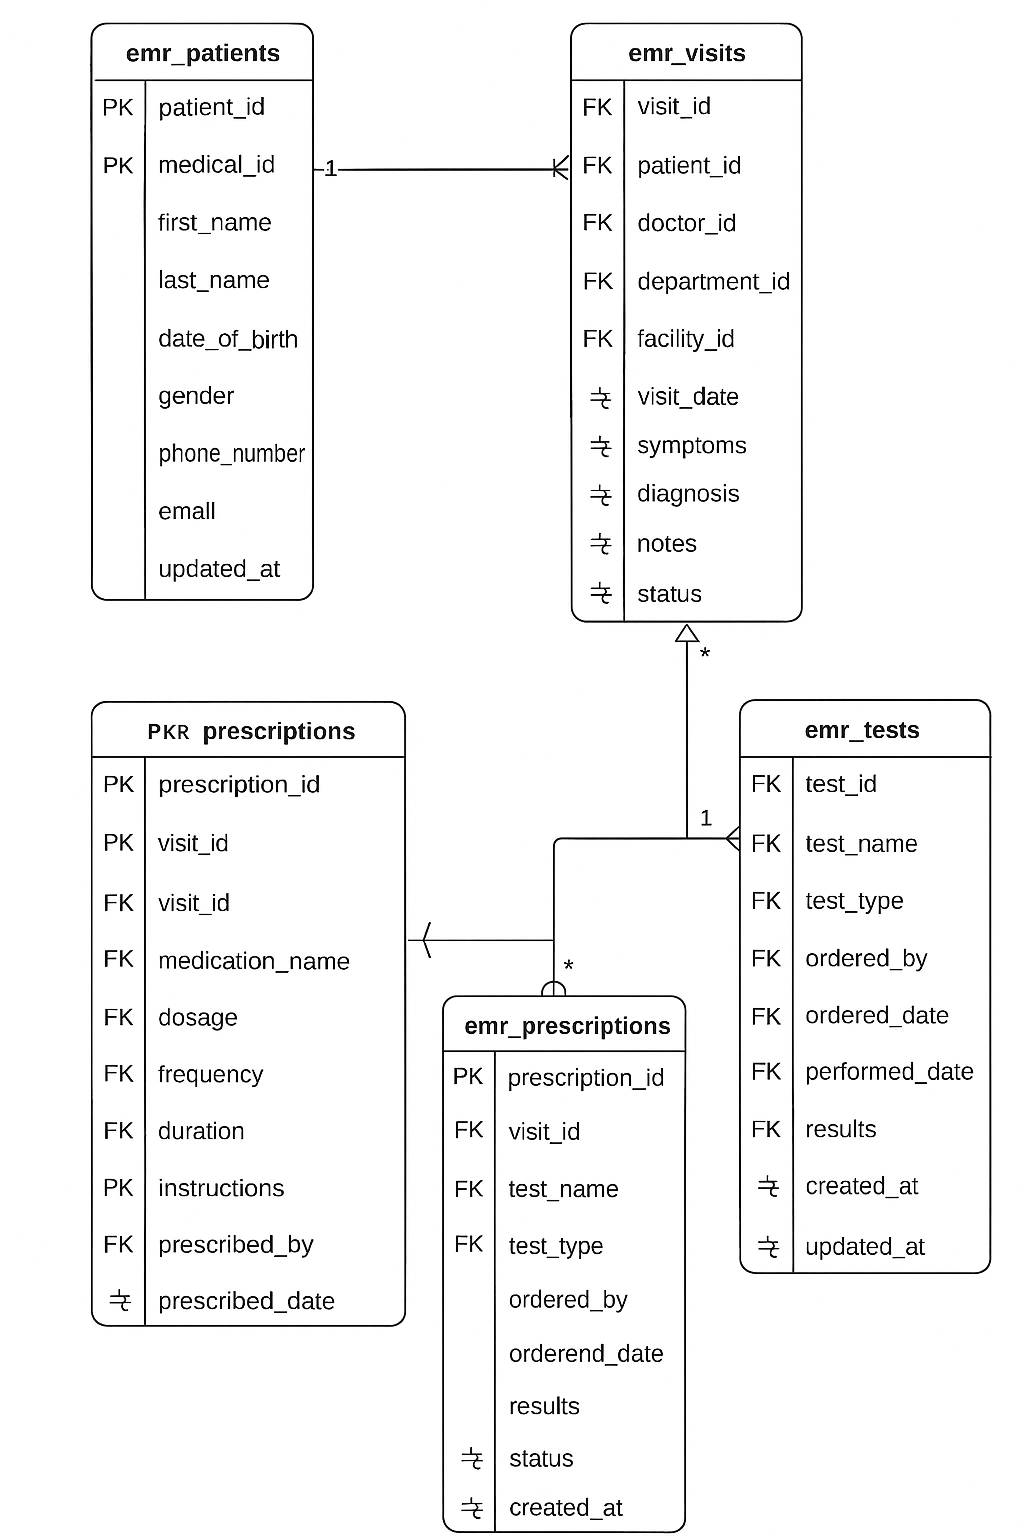 emr_patients
PK patient_id
PK medical_id
first_name
last_name
date_of_birth
gender
phone_number
emall
updated_at
1
emr_visits
FK visit_id
FK patient_id
FK doctor_id
FK department_id
FK facility_id
visit_date
symptoms
diagnosis
notes
status
*
1
*
PKR prescriptions
PK prescription_id
PK visit_id
FK visit_id
FK medication_name
FK dosage
FK frequency
FK duration
PK instructions
FK prescribed_by
prescribed_date
emr_prescriptions
PK prescription_id
FK visit_id
FK test_name
FK test_type
ordered_by
orderend_date
results
status
created_at
emr_tests
FK test_id
FK test_name
FK test_type
FK ordered_by
FK ordered_date
FK performed_date
FK results
created_at
updated_at